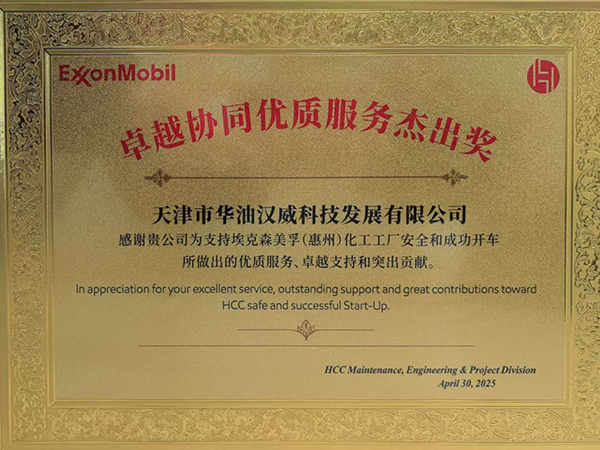 ExxonMobil
卓越协同优质服务杰出奖
天津市华油汉威科技发展有限公司
感谢贵公司为支持埃克森美孚(惠州)化工工厂安全和成功开车
所做出的优质服务、卓越支持和突出贡献。
In appreciation for your excellent service, outstanding support and great contributions toward
HCC safe and successful Start-Up.
HCC Maintenance, Engineering & Project Division
April 30, 2025